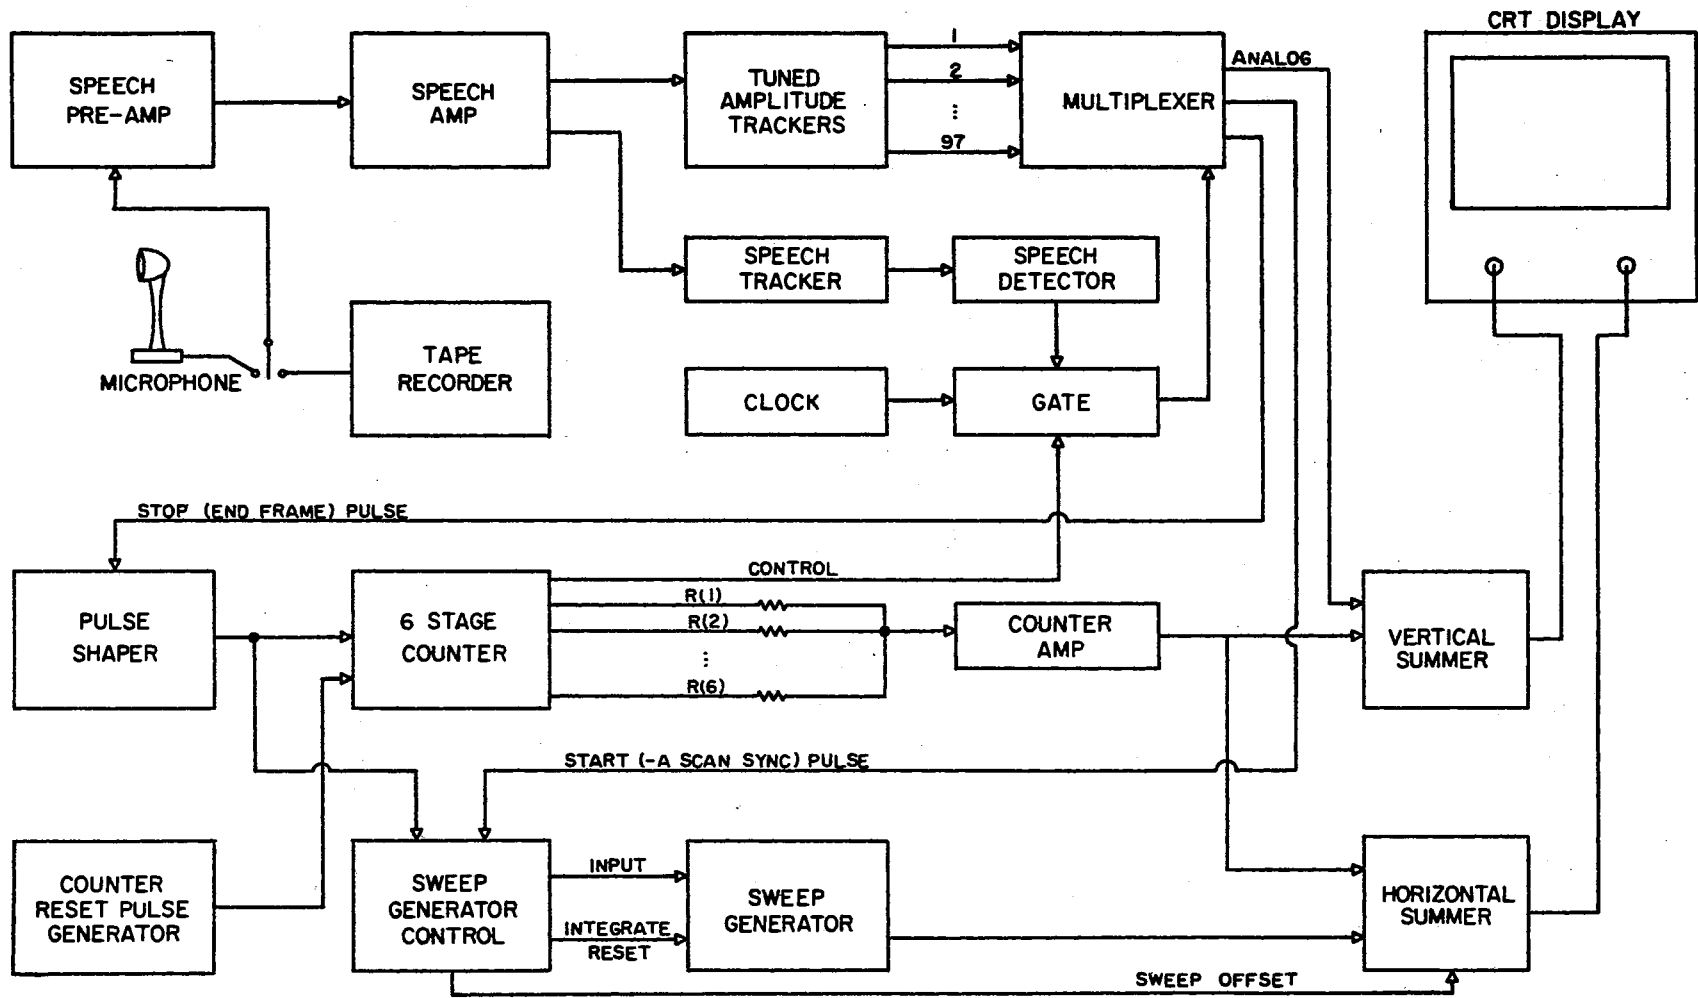 CRT DISPLAY
SPEECH
PRE-AMP
SPEECH
AMP
TUNED
AMPLITUDE
TRACKERS
1
2
...
97
MULTIPLEXER
ANALOG
SPEECH
TRACKER
SPEECH
DETECTOR
MICROPHONE
TAPE
RECORDER
CLOCK
GATE
STOP (END FRAME) PULSE
PULSE
SHAPER
6 STAGE
COUNTER
CONTROL
R(1)
R(2)
...
R(6)
COUNTER
AMP
VERTICAL
SUMMER
START (-A SCAN SYNC) PULSE
COUNTER
RESET PULSE
GENERATOR
SWEEP
GENERATOR
CONTROL
INPUT
INTEGRATE
RESET
SWEEP
GENERATOR
HORIZONTAL
SUMMER
SWEEP OFFSET